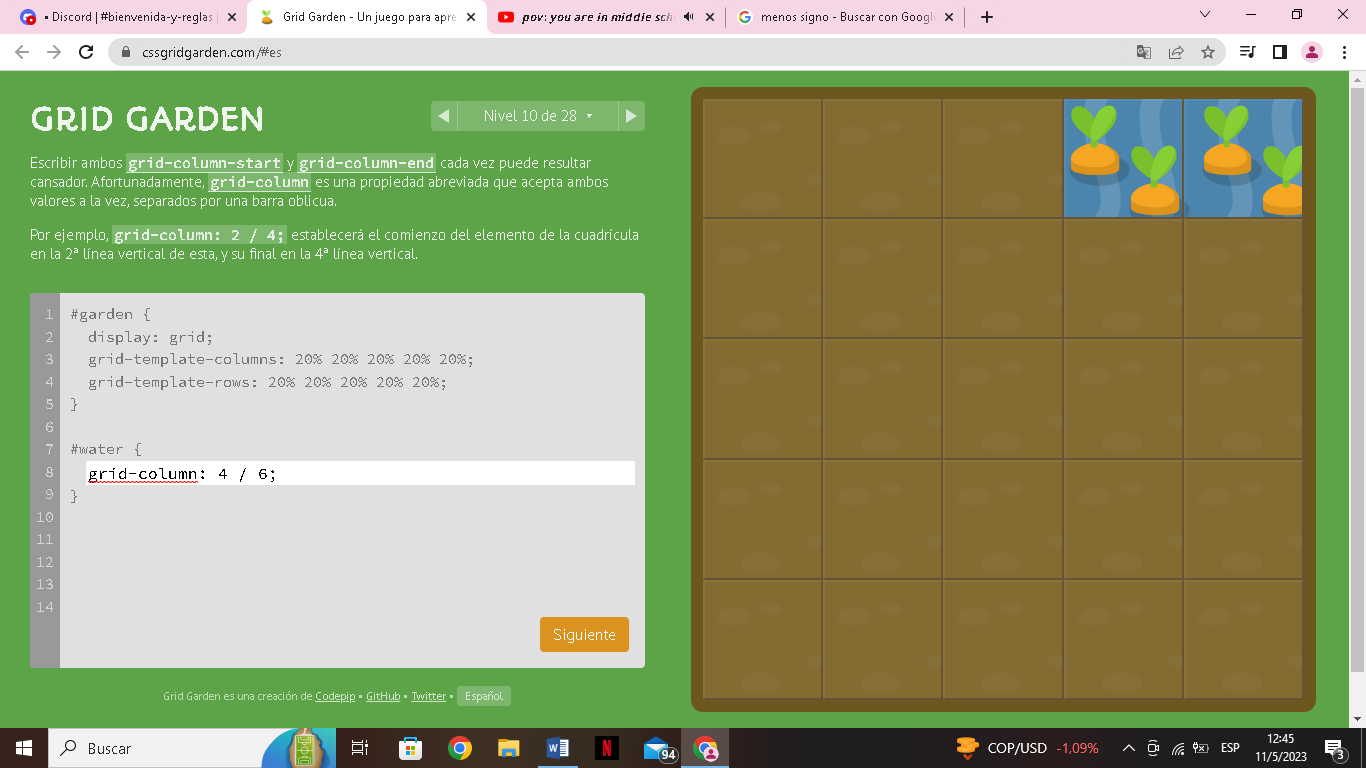 • Discord | #bienvenida-y-reglas |
Grid Garden - Un juego para apre
pov: you are in middle sch
menos signo - Buscar con Googl
cssgridgarden.com/#es
GRID GARDEN
Nivel 10 de 28
Escribir ambos grid-column-start y grid-column-end cada vez puede resultar
cansador. Afortunadamente, grid-column es una propiedad abreviada que acepta ambos
valores a la vez, separados por una barra oblicua.
Por ejemplo, grid-column: 2 / 4; establecerá el comienzo del elemento de la cuadrícula
en la 2ª línea vertical de esta, y su final en la 4ª línea vertical.
1 #garden {
2 display: grid;
3 grid-template-columns: 20% 20% 20% 20% 20%;
4 grid-template-rows: 20% 20% 20% 20% 20%;
5 }
6
7 #water {
8 grid-column: 4 / 6;
9 }
10
11
12
13
14
Siguiente
Grid Garden es una creación de Codepip • GitHub • Twitter • Español
Buscar
W
N
94
COP/USD -1,09%
ESP
12:45
11/5/2023
3